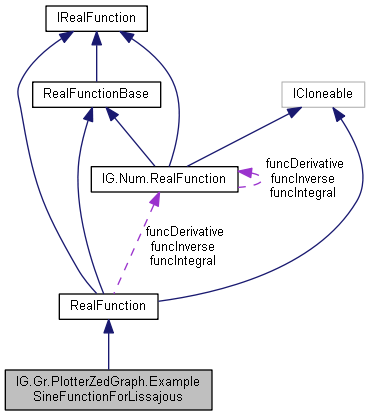 IRealFunction
RealFunctionBase
ICloneable
IG.Num.RealFunction
funcDerivative
funcInverse
funcIntegral
funcDerivative
funcInverse
funcIntegral
RealFunction
IG.Gr.PlotterZedGraph.Example
SineFunctionForLissajous